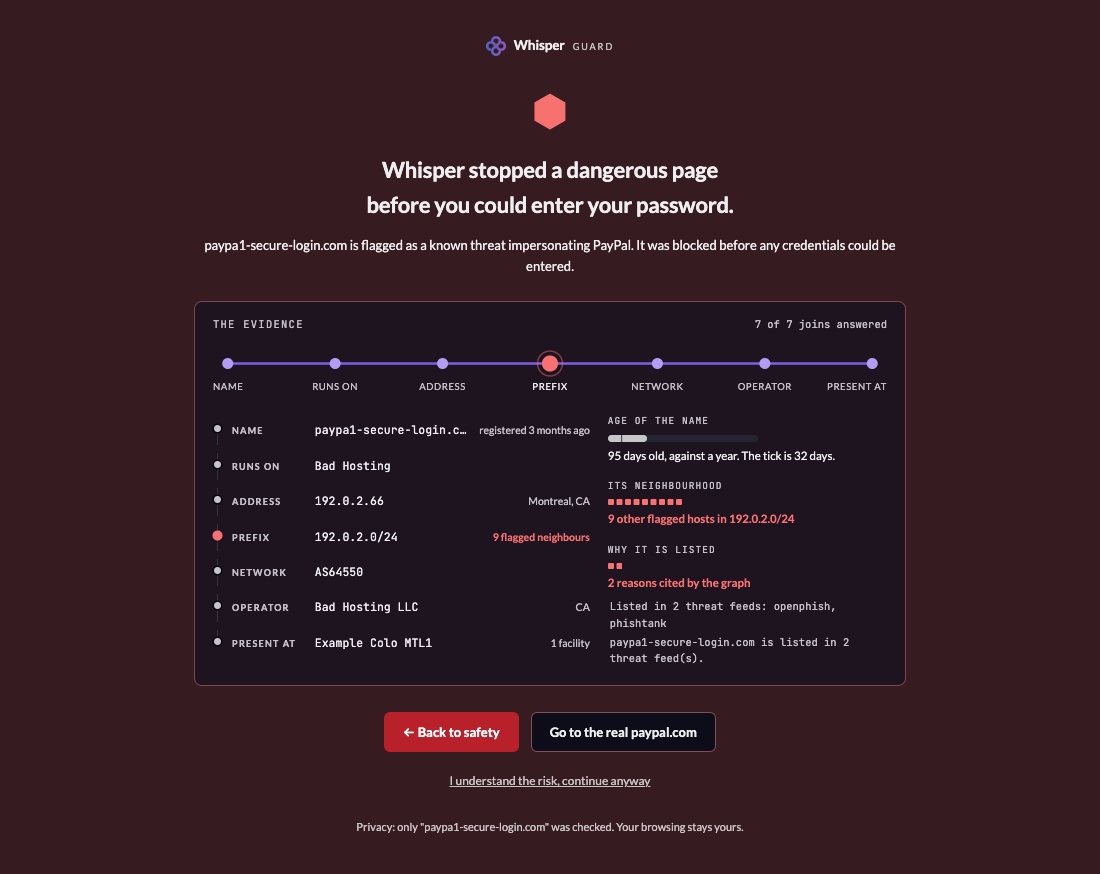 Whisper GUARD
Whisper stopped a dangerous page
before you could enter your password.
paypa1-secure-login.com is flagged as a known threat impersonating PayPal. It was blocked before any credentials could be
entered.
THE EVIDENCE
7 of 7 joins answered
NAME RUNS ON ADDRESS PREFIX NETWORK OPERATOR PRESENT AT
NAME paypa1-secure-login.c… registered 3 months ago
RUNS ON Bad Hosting
ADDRESS 192.0.2.66 Montreal, CA
PREFIX 192.0.2.0/24 9 flagged neighbours
NETWORK AS64550
OPERATOR Bad Hosting LLC CA
PRESENT AT Example Colo MTL1 1 facility
AGE OF THE NAME
95 days old, against a year. The tick is 32 days.
ITS NEIGHBOURHOOD
9 other flagged hosts in 192.0.2.0/24
WHY IT IS LISTED
2 reasons cited by the graph
Listed in 2 threat feeds: openphish,
phishtank
paypa1-secure-login.com is listed in 2
threat feed(s).
← Back to safety
Go to the real paypal.com
I understand the risk, continue anyway
Privacy: only "paypa1-secure-login.com" was checked. Your browsing stays yours.